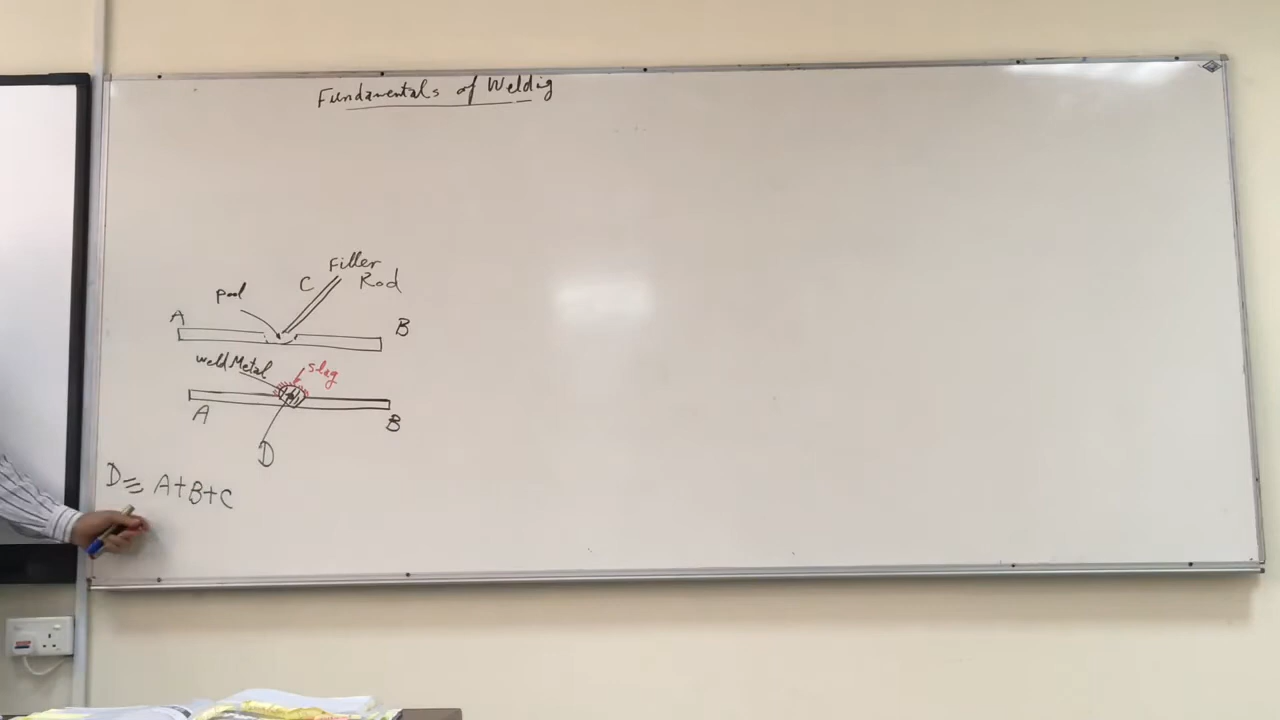 Fundamentals of Weldig
Filler
C Rod
Pool
A B
Weld Metal slag
A B
D
D ≡ A+B+C